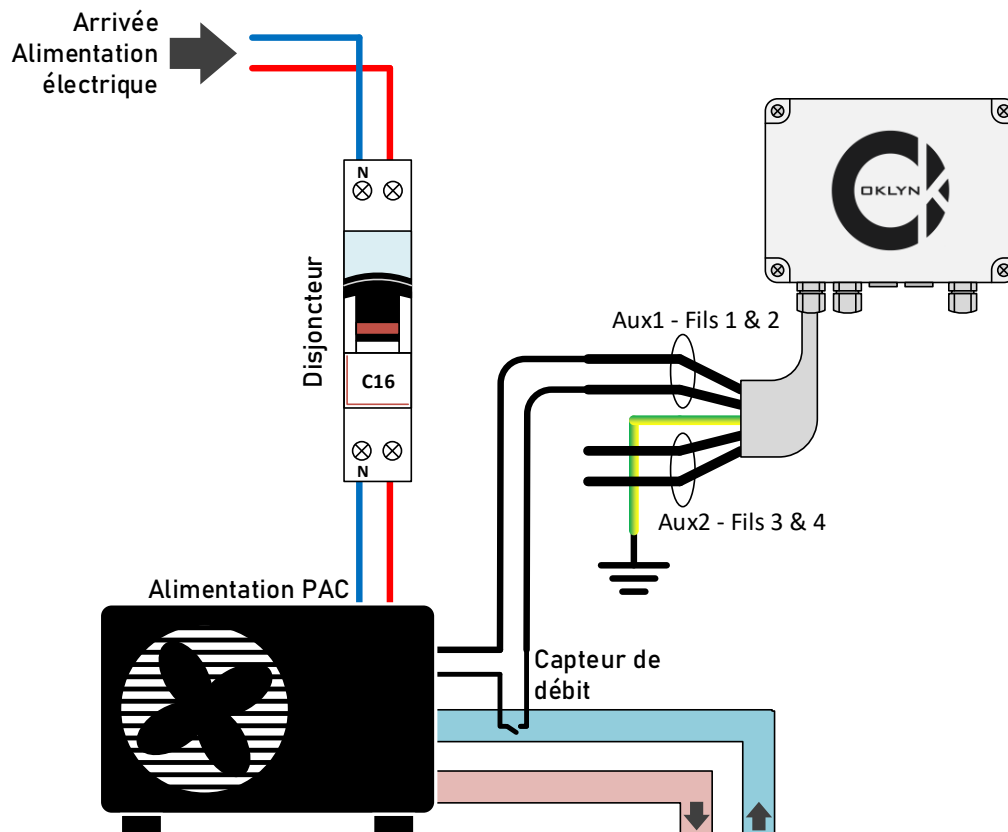 Arrivée
Alimentation
électrique
N
Disjoncteur
C16
N
OKLYN
Aux1 - Fils 1 & 2
Aux2 - Fils 3 & 4
Alimentation PAC
Capteur de
débit